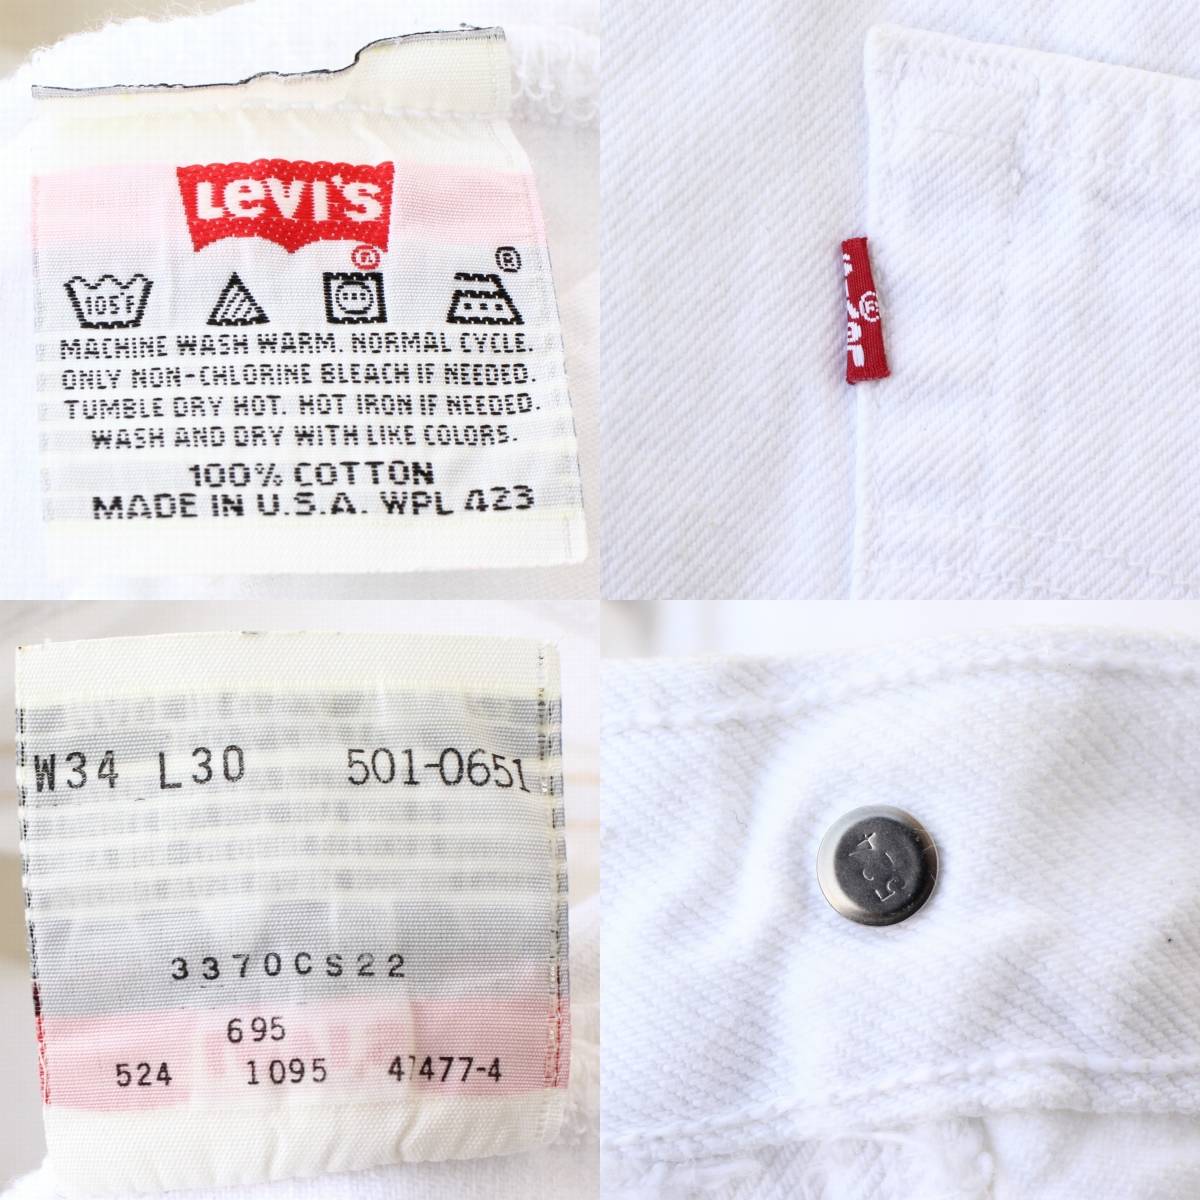 Levi's
®
®
105°F
MACHINE WASH WARM. NORMAL CYCLE.
ONLY NON-CHLORINE BLEACH IF NEEDED.
TUMBLE DRY HOT. HOT IRON IF NEEDED.
WASH AND DRY WITH LIKE COLORS.
100% COTTON
MADE IN U.S.A. WPL 423
LEVI'S
®
W34 L30 501-0651
3370CS22
695
524 1095 47477-4
524